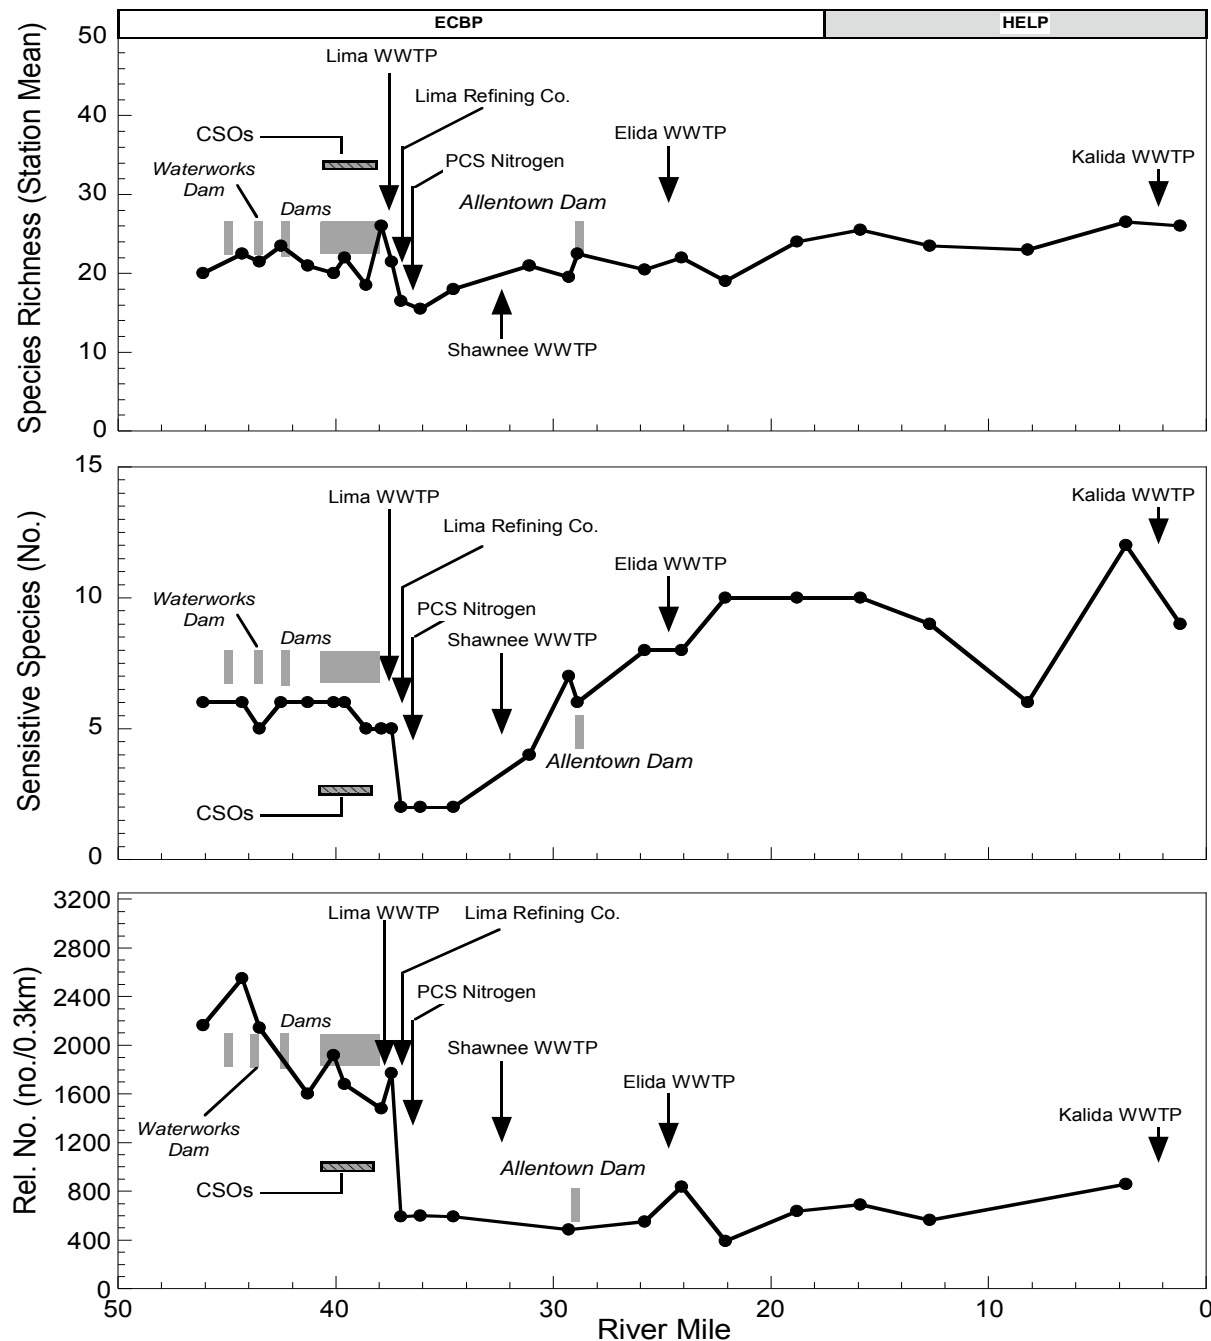 ECBP
HELP
Species Richness (Station Mean)
50
40
30
20
10
0
Lima WWTP
Lima Refining Co.
CSOs
PCS Nitrogen
Waterworks
Dam
Dams
Allentown Dam
Elida WWTP
Kalida WWTP
Shawnee WWTP
Sensistive Species (No.)
15
10
5
0
Lima WWTP
Lima Refining Co.
Kalida WWTP
Elida WWTP
Waterworks
Dam
Dams
PCS Nitrogen
Shawnee WWTP
Allentown Dam
CSOs
Rel. No. (no./0.3km)
3200
2800
2400
2000
1600
1200
800
400
0
Lima WWTP
Lima Refining Co.
PCS Nitrogen
Dams
Shawnee WWTP
Elida WWTP
Kalida WWTP
Waterworks
Dam
Allentown Dam
CSOs
50
40
30
20
10
0
River Mile